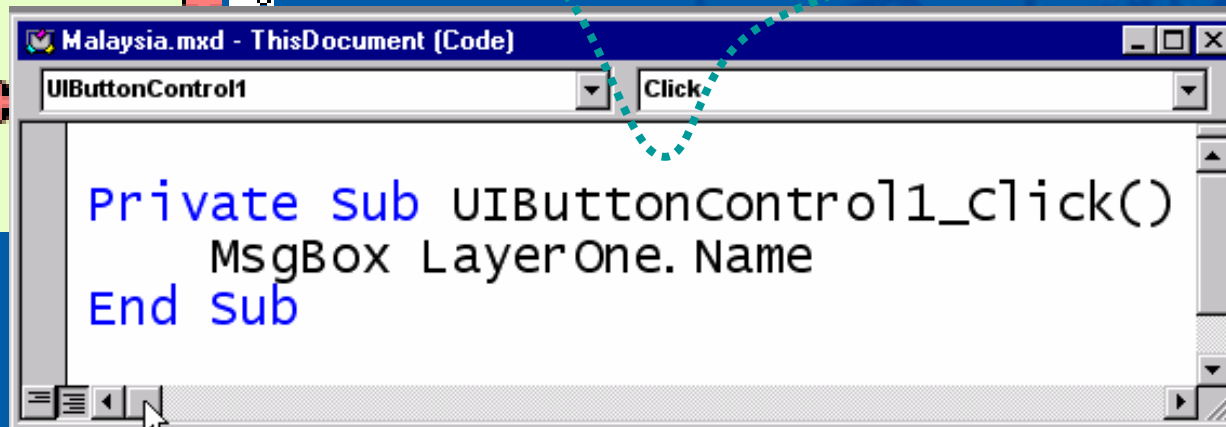 Malaysia.mxd - ThisDocument (Code)
UIButtonControl1 Click
Private Sub UIButtonControl1_Click()
MsgBox LayerOne.Name
End Sub